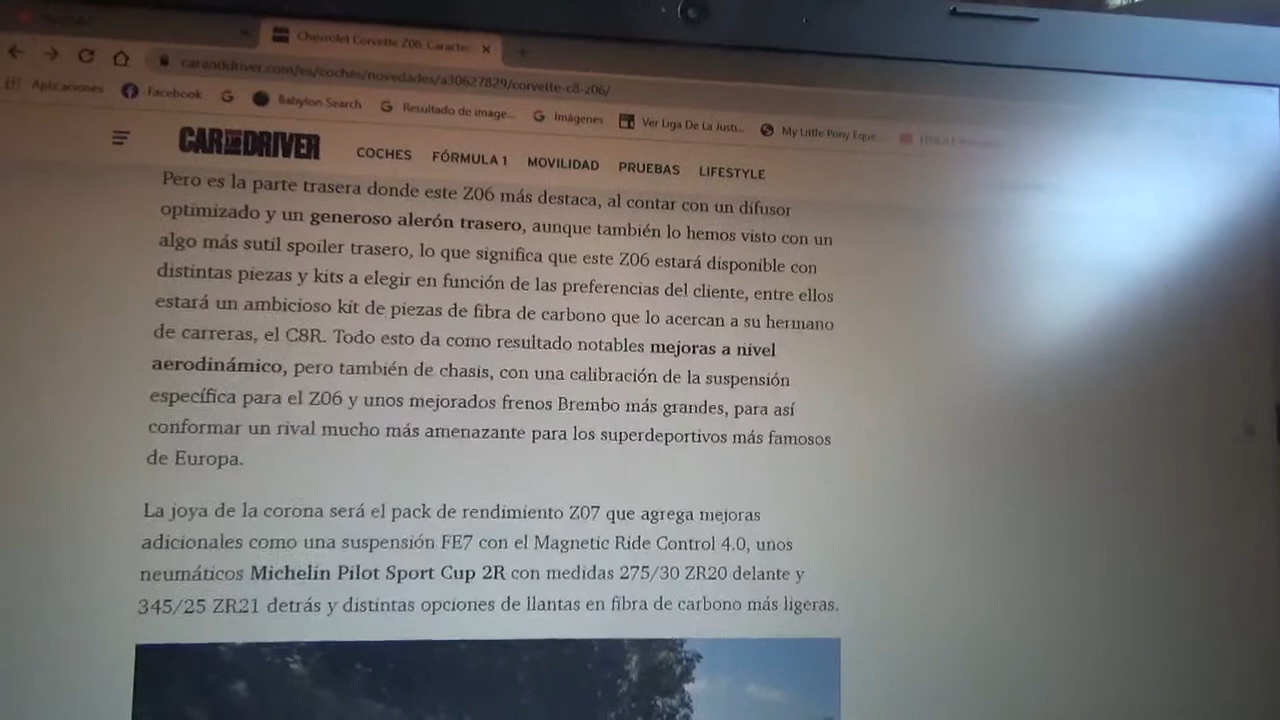 Chevrolet Corvette Z06: Caracte
caranddriver.com/es/coches/novedades/a30627829/corvette-c8-z06/
Aplicaciones Facebook Babylon Search Resultado de image... Imágenes Ver Liga De La Justi... My Little Pony Eque...
CAR AND DRIVER COCHES FÓRMULA 1 MOVILIDAD PRUEBAS LIFESTYLE
Pero es la parte trasera donde este Z06 más destaca, al contar con un difusor
optimizado y un generoso alerón trasero, aunque también lo hemos visto con un
algo más sutil spoiler trasero, lo que significa que este Z06 estará disponible con
distintas piezas y kits a elegir en función de las preferencias del cliente, entre ellos
estará un ambicioso kit de piezas de fibra de carbono que lo acercan a su hermano
de carreras, el C8R. Todo esto da como resultado notables mejoras a nivel
aerodinámico, pero también de chasis, con una calibración de la suspensión
específica para el Z06 y unos mejorados frenos Brembo más grandes, para así
conformar un rival mucho más amenazante para los superdeportivos más famosos
de Europa.
La joya de la corona será el pack de rendimiento Z07 que agrega mejoras
adicionales como una suspensión FE7 con el Magnetic Ride Control 4.0, unos
neumáticos Michelin Pilot Sport Cup 2R con medidas 275/30 ZR20 delante y
345/25 ZR21 detrás y distintas opciones de llantas en fibra de carbono más ligeras.